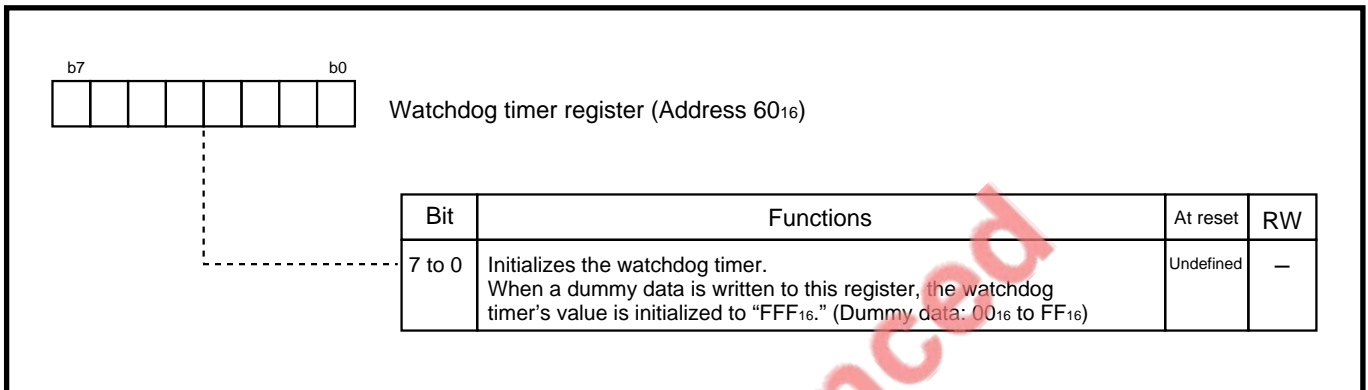 b7 b0
Watchdog timer register (Address 60₁₆)
Bit Functions At reset RW
7 to 0 Initializes the watchdog timer. Undefined –
When a dummy data is written to this register, the watchdog
timer's value is initialized to “FFF₁₆.” (Dummy data: 00₁₆ to FF₁₆)
nced